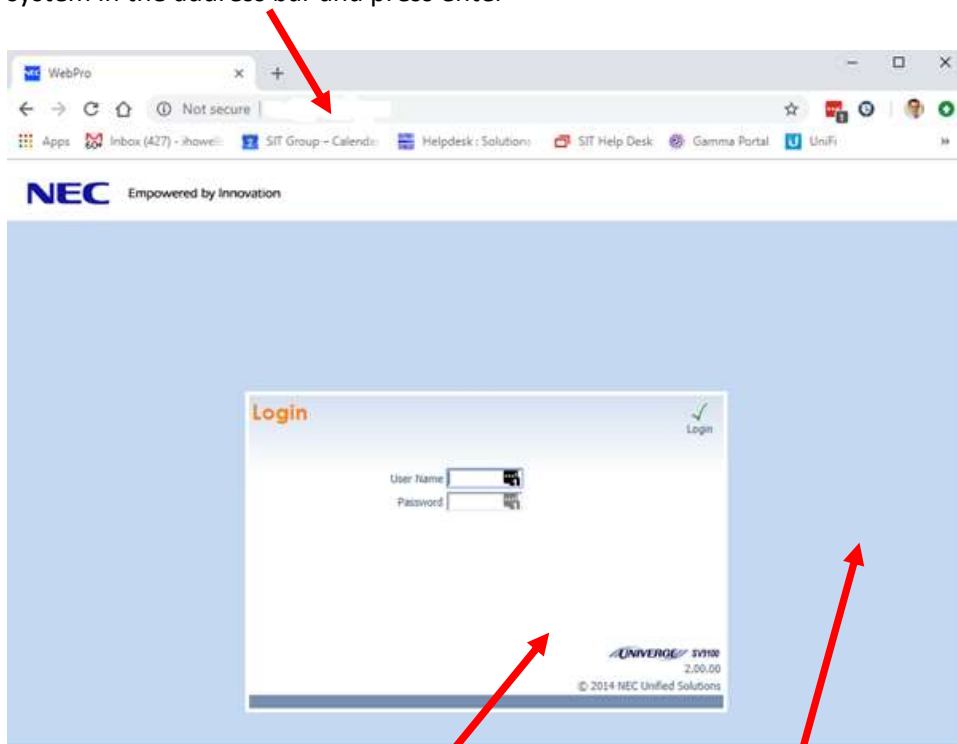 system in the address bar and press enter
WebPro
Not secure
Apps Inbox (427) - ihowell SIT Group – Calendar Helpdesk : Solutions SIT Help Desk Gamma Portal UniFi
NEC Empowered by Innovation
Login
Login
User Name
Password
UNIVERGE SV9100
2.00.00
© 2014 NEC Unified Solutions